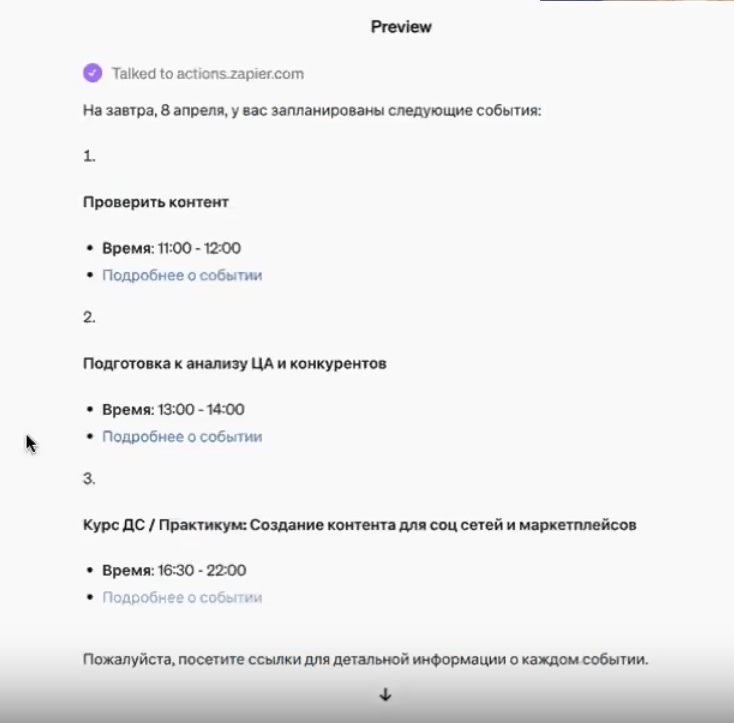 Preview
Talked to actions.zapier.com
На завтра, 8 апреля, у вас запланированы следующие события:
1.
Проверить контент
• Время: 11:00 - 12:00
• Подробнее о событии
2.
Подготовка к анализу ЦА и конкурентов
• Время: 13:00 - 14:00
• Подробнее о событии
3.
Курс ДС / Практикум: Создание контента для соц сетей и маркетплейсов
• Время: 16:30 - 22:00
• Подробнее о событии
Пожалуйста, посетите ссылки для детальной информации о каждом событии.